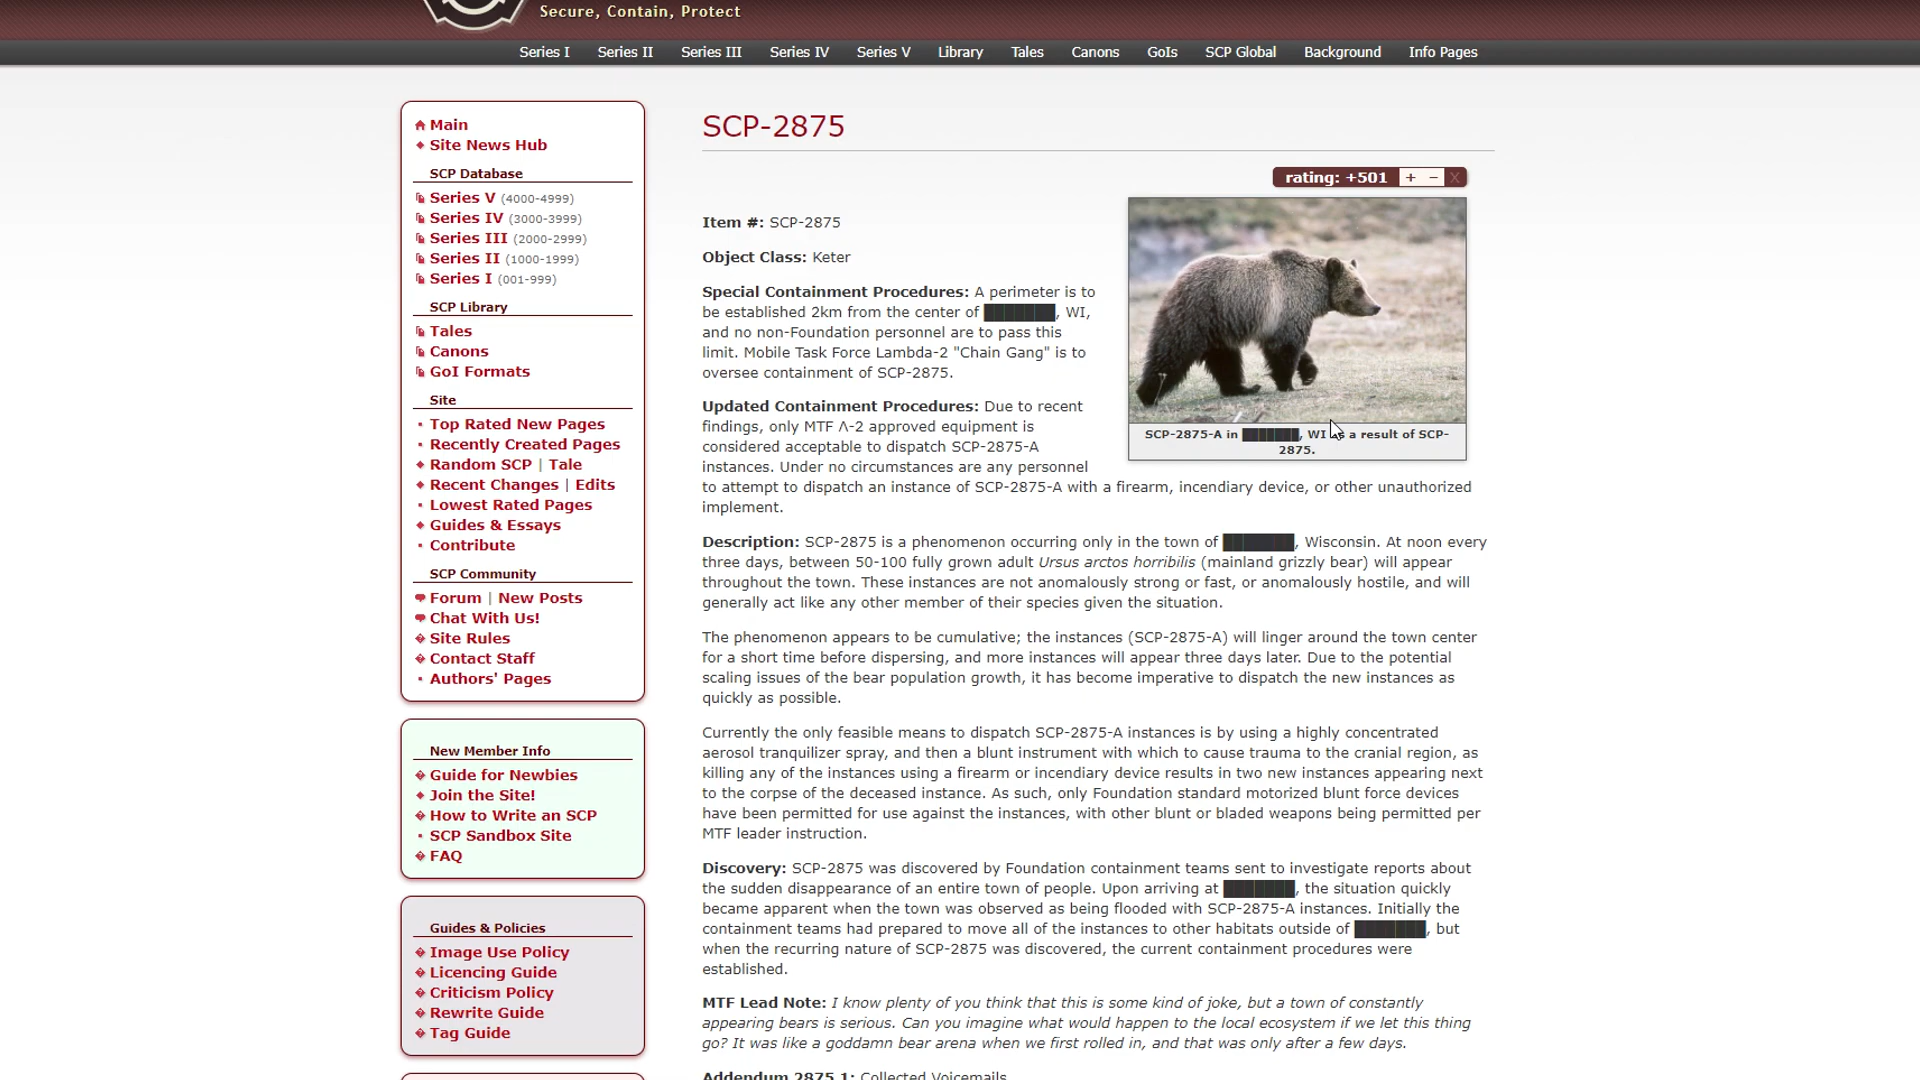 Secure, Contain, Protect
Series I Series II Series III Series IV Series V Library Tales Canons GoIs SCP Global Background Info Pages
Main
Site News Hub
SCP Database
Series V (4000-4999)
Series IV (3000-3999)
Series III (2000-2999)
Series II (1000-1999)
Series I (001-999)
SCP Library
Tales
Canons
GoI Formats
Site
Top Rated New Pages
Recently Created Pages
Random SCP | Tale
Recent Changes | Edits
Lowest Rated Pages
Guides & Essays
Contribute
SCP Community
Forum | New Posts
Chat With Us!
Site Rules
Contact Staff
Authors' Pages
New Member Info
Guide for Newbies
Join the Site!
How to Write an SCP
SCP Sandbox Site
FAQ
Guides & Policies
Image Use Policy
Licencing Guide
Criticism Policy
Rewrite Guide
Tag Guide
SCP-2875
rating: +501 + − X
Item #: SCP-2875
Object Class: Keter
Special Containment Procedures: A perimeter is to
be established 2km from the center of ███████, WI,
and no non-Foundation personnel are to pass this
limit. Mobile Task Force Lambda-2 "Chain Gang" is to
oversee containment of SCP-2875.
SCP-2875-A in ███████, WI as a result of SCP-
2875.
Updated Containment Procedures: Due to recent
findings, only MTF Λ-2 approved equipment is
considered acceptable to dispatch SCP-2875-A
instances. Under no circumstances are any personnel
to attempt to dispatch an instance of SCP-2875-A with a firearm, incendiary device, or other unauthorized
implement.
Description: SCP-2875 is a phenomenon occurring only in the town of ███████, Wisconsin. At noon every
three days, between 50-100 fully grown adult Ursus arctos horribilis (mainland grizzly bear) will appear
throughout the town. These instances are not anomalously strong or fast, or anomalously hostile, and will
generally act like any other member of their species given the situation.
The phenomenon appears to be cumulative; the instances (SCP-2875-A) will linger around the town center
for a short time before dispersing, and more instances will appear three days later. Due to the potential
scaling issues of the bear population growth, it has become imperative to dispatch the new instances as
quickly as possible.
Currently the only feasible means to dispatch SCP-2875-A instances is by using a highly concentrated
aerosol tranquilizer spray, and then a blunt instrument with which to cause trauma to the cranial region, as
killing any of the instances using a firearm or incendiary device results in two new instances appearing next
to the corpse of the deceased instance. As such, only Foundation standard motorized blunt force devices
have been permitted for use against the instances, with other blunt or bladed weapons being permitted per
MTF leader instruction.
Discovery: SCP-2875 was discovered by Foundation containment teams sent to investigate reports about
the sudden disappearance of an entire town of people. Upon arriving at ███████, the situation quickly
became apparent when the town was observed as being flooded with SCP-2875-A instances. Initially the
containment teams had prepared to move all of the instances to other habitats outside of ███████, but
when the recurring nature of SCP-2875 was discovered, the current containment procedures were
established.
MTF Lead Note: I know plenty of you think that this is some kind of joke, but a town of constantly
appearing bears is serious. Can you imagine what would happen to the local ecosystem if we let this thing
go? It was like a goddamn bear arena when we first rolled in, and that was only after a few days.
Addendum 2875.1: Collected Voicemails